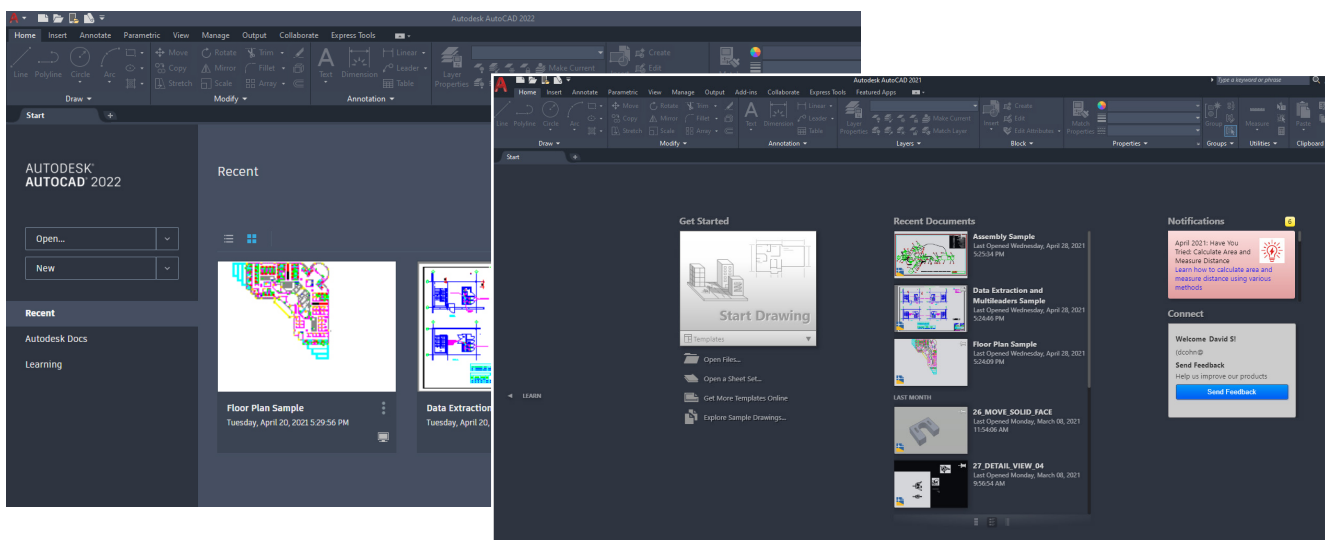 Autodesk AutoCAD 2022
Home Insert Annotate Parametric View Manage Output Collaborate Express Tools
Move Rotate Trim Linear Create
Line Polyline Circle Arc Copy Mirror Fillet Text Dimension Leader Layer Make Current Edit
Stretch Scale Array Table Properties
Draw Modify Annotation
Start +
AUTODESK
AUTOCAD 2022
Open...
New
Recent
Autodesk Docs
Learning
Recent
Floor Plan Sample
Tuesday, April 20, 2021 5:29:56 PM
Data Extraction
Tuesday, April 20,
Autodesk AutoCAD 2021
Type a keyword or phrase
Home Insert Annotate Parametric View Manage Output Add-ins Collaborate Express Tools Featured Apps
Move Rotate Trim Linear Create
Line Polyline Circle Arc Copy Mirror Fillet Text Dimension Leader Layer Make Current Insert Edit Match Group Measure Paste
Stretch Scale Array Table Properties Match Layer Edit Attributes Properties
Draw Modify Annotation Layers Block Properties Groups Utilities Clipboard
Start +
Get Started
Start Drawing
Templates
Open Files...
Open a Sheet Set...
Get More Templates Online
Explore Sample Drawings...
LEARN
Recent Documents
Assembly Sample
Last Opened Wednesday, April 28, 2021
5:25:34 PM
Data Extraction and
Multileaders Sample
Last Opened Wednesday, April 28, 2021
5:24:46 PM
Floor Plan Sample
Last Opened Wednesday, April 28, 2021
5:24:09 PM
LAST MONTH
26_MOVE_SOLID_FACE
Last Opened Monday, March 08, 2021
11:54:06 AM
27_DETAIL_VIEW_04
Last Opened Monday, March 08, 2021
9:56:54 AM
Notifications 6
April 2021: Have You
Tried: Calculate Area and
Measure Distance
Learn how to calculate area and
measure distance using various
methods
Connect
Welcome David S!
(dcohn@
Send Feedback
Help us improve our products
Send Feedback